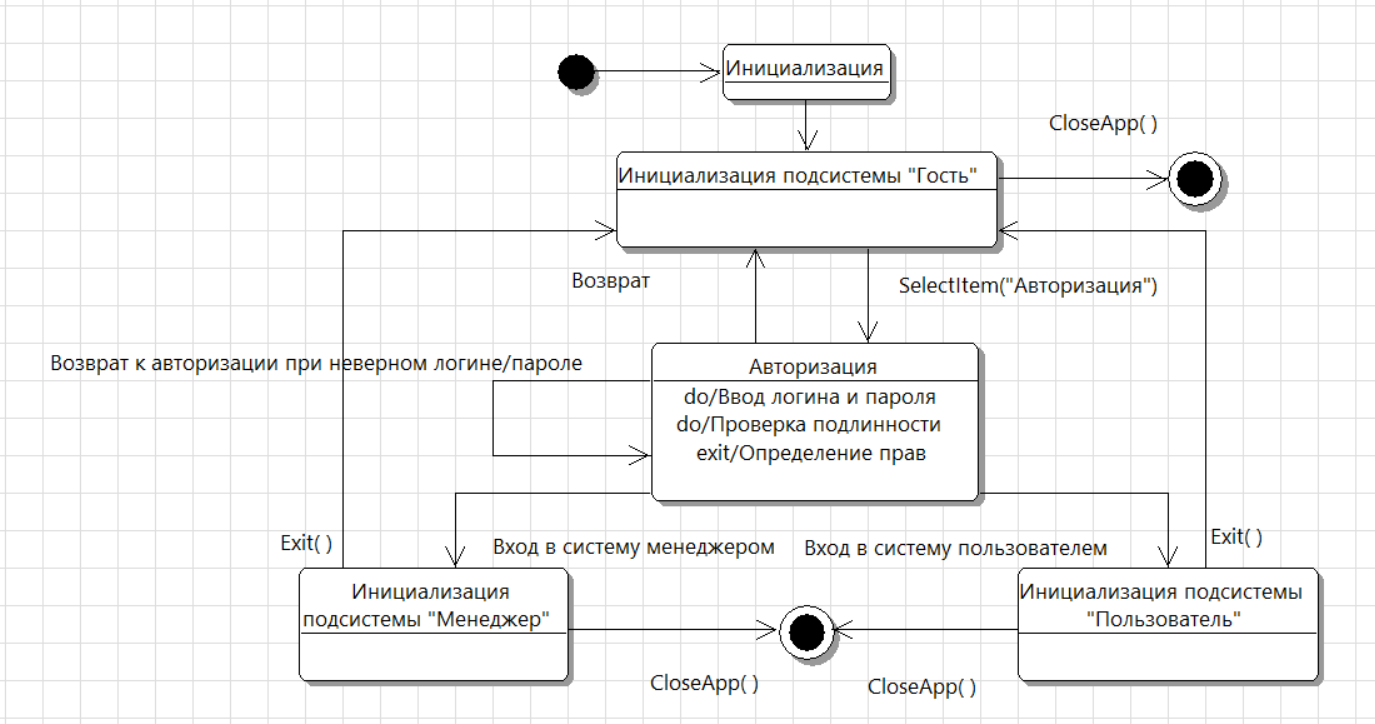 Инициализация
CloseApp( )
Инициализация подсистемы "Гость"
Возврат
SelectItem("Авторизация")
Возврат к авторизации при неверном логине/пароле
Авторизация
do/Ввод логина и пароля
do/Проверка подлинности
exit/Определение прав
Exit( )
Вход в систему менеджером
Вход в систему пользователем
Exit( )
Инициализация
подсистемы "Менеджер"
Инициализация подсистемы
"Пользователь"
CloseApp( )
CloseApp( )